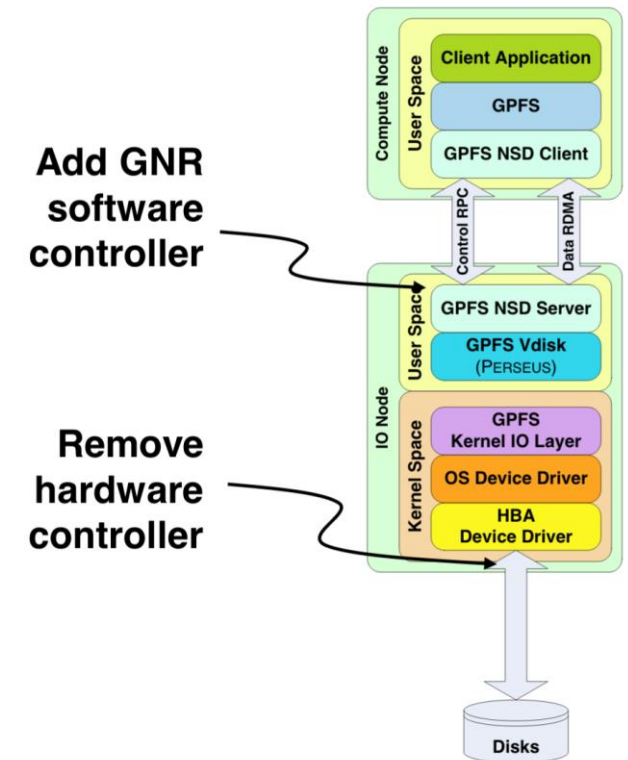 Compute Node
User Space
Client Application
GPFS
GPFS NSD Client
Add GNR
software
controller
Control RPC
Data RDMA
IO Node
User Space
GPFS NSD Server
GPFS Vdisk
(PERSEUS)
Remove
hardware
controller
Kernel Space
GPFS
Kernel IO Layer
OS Device Driver
HBA
Device Driver
Disks